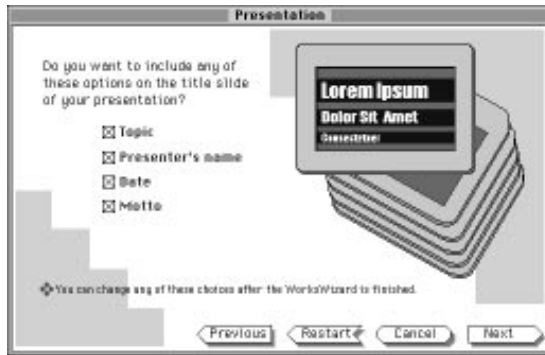 Presentation
Do you want to include any of
these options on the title slide
of your presentation?
Topic
Presenter's name
Date
Motto
Lorem Ipsum
Dolor Sit Amet
Consectetuer
You can change any of these choices after the WorksWizard is finished.
Previous
Restart
Cancel
Next